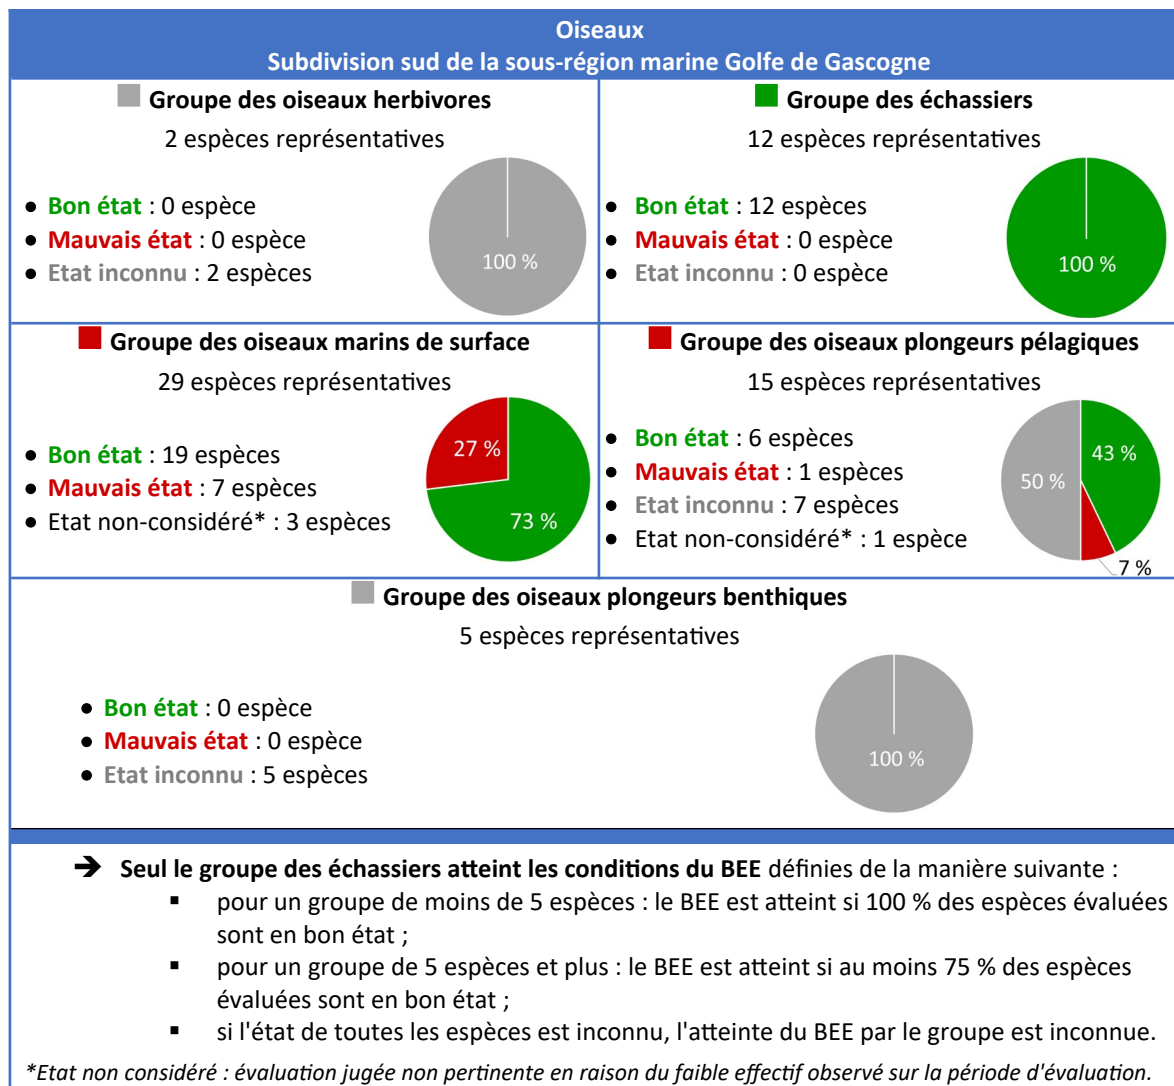 Oiseaux
Subdivision sud de la sous-région marine Golfe de Gascogne
Groupe des oiseaux herbivores
2 espèces représentatives
• Bon état : 0 espèce
• Mauvais état : 0 espèce
• Etat inconnu : 2 espèces
100 %
Groupe des échassiers
12 espèces représentatives
• Bon état : 12 espèces
• Mauvais état : 0 espèce
• Etat inconnu : 0 espèce
100 %
Groupe des oiseaux marins de surface
29 espèces représentatives
• Bon état : 19 espèces
• Mauvais état : 7 espèces
• Etat non-considéré* : 3 espèces
27 %
73 %
Groupe des oiseaux plongeurs pélagiques
15 espèces représentatives
• Bon état : 6 espèces
• Mauvais état : 1 espèces
• Etat inconnu : 7 espèces
• Etat non-considéré* : 1 espèce
43 %
50 %
7 %
Groupe des oiseaux plongeurs benthiques
5 espèces représentatives
• Bon état : 0 espèce
• Mauvais état : 0 espèce
• Etat inconnu : 5 espèces
100 %
➔ Seul le groupe des échassiers atteint les conditions du BEE définies de la manière suivante :
▪ pour un groupe de moins de 5 espèces : le BEE est atteint si 100 % des espèces évaluées
sont en bon état ;
▪ pour un groupe de 5 espèces et plus : le BEE est atteint si au moins 75 % des espèces
évaluées sont en bon état ;
▪ si l'état de toutes les espèces est inconnu, l'atteinte du BEE par le groupe est inconnue.
*Etat non considéré : évaluation jugée non pertinente en raison du faible effectif observé sur la période d'évaluation.